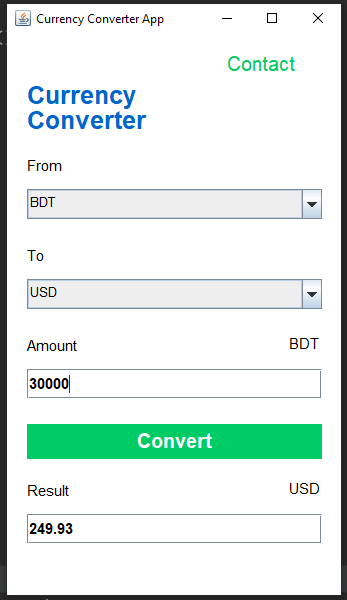 Currency Converter App
Contact
Currency
Converter
From
BDT
To
USD
Amount BDT
30000
Convert
Result USD
249.93